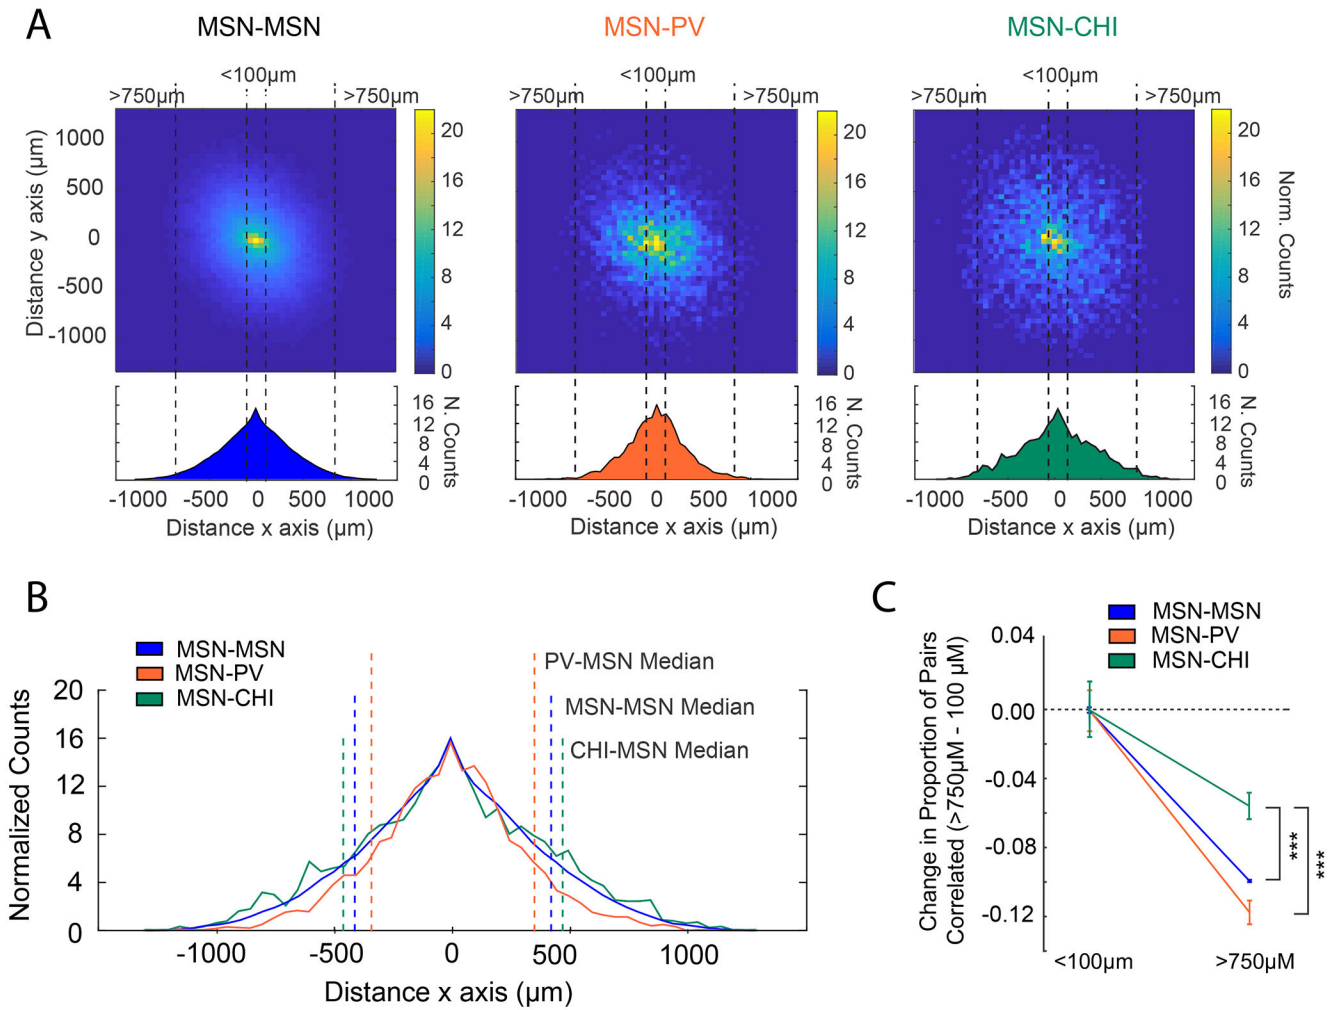 A
MSN-MSN
MSN-PV
MSN-CHI
<100µm
<100µm
<100µm
>750µm
>750µm
>750µm
>750µm
>750µm
>750µm
Distance y axis (µm)
1000
500
0
-500
-1000
20
16
12
8
4
0
20
16
12
8
4
0
20
16
12
8
4
0
Norm. Counts
16
12
8
4
0
N. Counts
16
12
8
4
0
N. Counts
16
12
8
4
0
N. Counts
-1000 -500 0 500 1000
-1000 -500 0 500 1000
-1000 -500 0 500 1000
Distance x axis (µm)
Distance x axis (µm)
Distance x axis (µm)
B
MSN-MSN
MSN-PV
MSN-CHI
PV-MSN Median
MSN-MSN Median
CHI-MSN Median
Normalized Counts
20
16
12
8
4
0
-1000 -500 0 500 1000
Distance x axis (µm)
C
MSN-MSN
MSN-PV
MSN-CHI
Change in Proportion of Pairs
Correlated (>750µM - 100 µM)
0.04
0.00
-0.04
-0.08
-0.12
***
***
<100µm >750µM